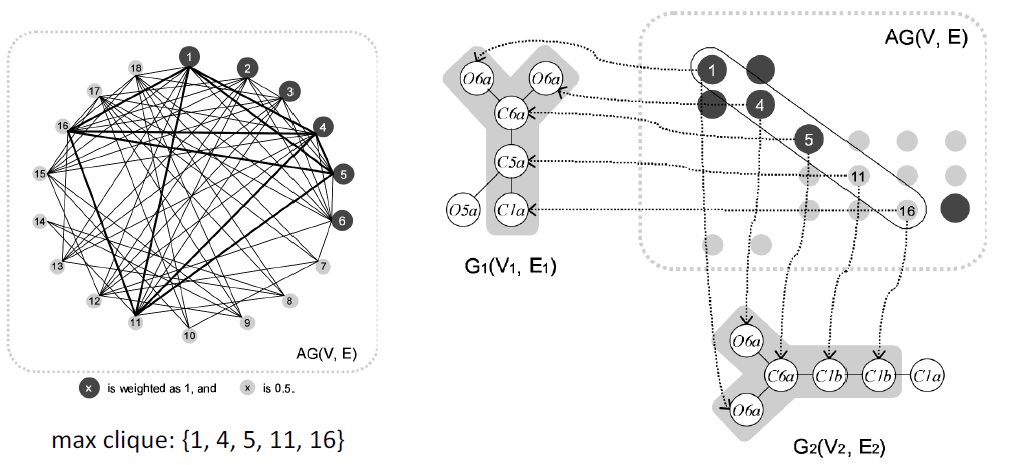 1
2
3
4
5
6
7
8
9
10
11
12
13
14
15
16
17
18
AG(V, E)
x is weighted as 1, and x is 0.5.
max clique: {1, 4, 5, 11, 16}
AG(V, E)
1
4
5
11
16
O6a O6a
C6a
C5a
O5a C1a
G1(V1, E1)
O6a
C6a C1b C1b C1a
O6a
G2(V2, E2)